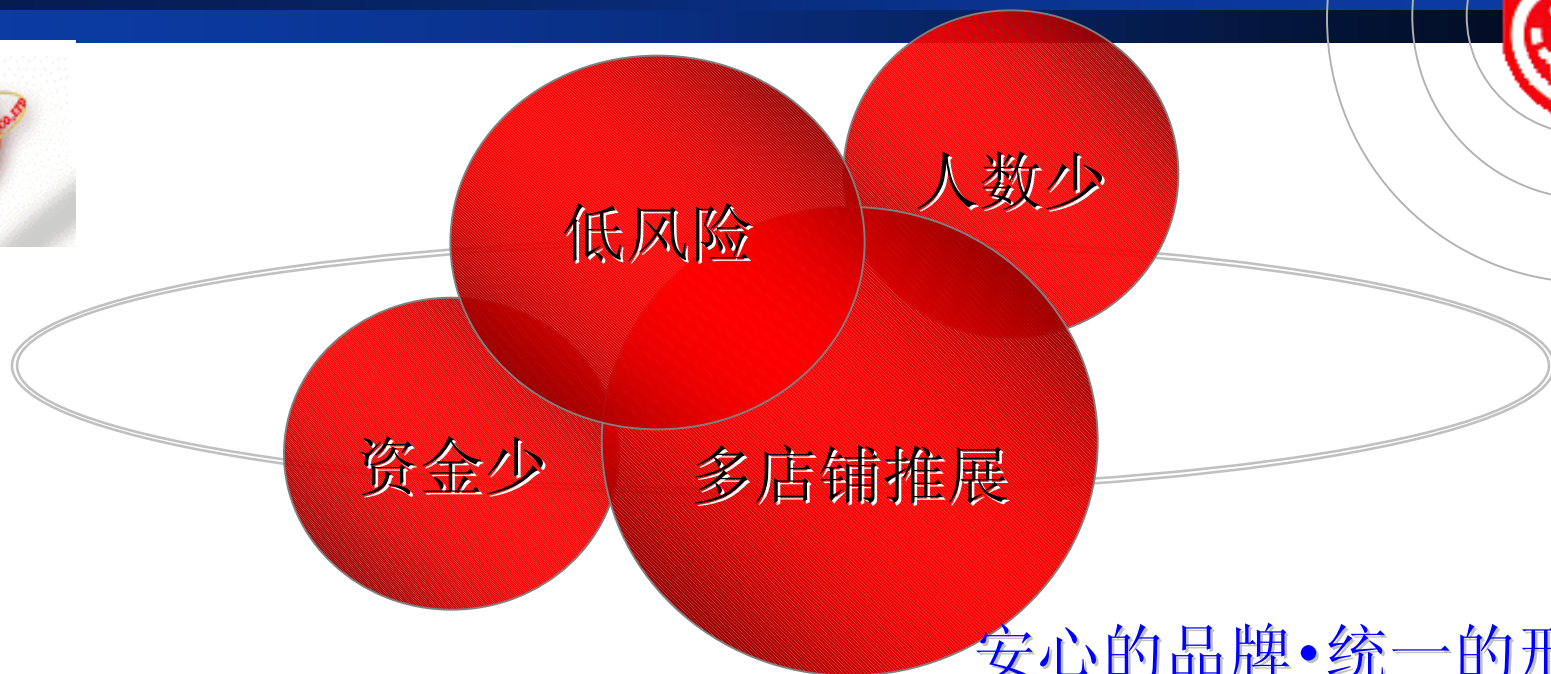 人数少
低风险
资金少
多店铺推展
安心的品牌•统一的